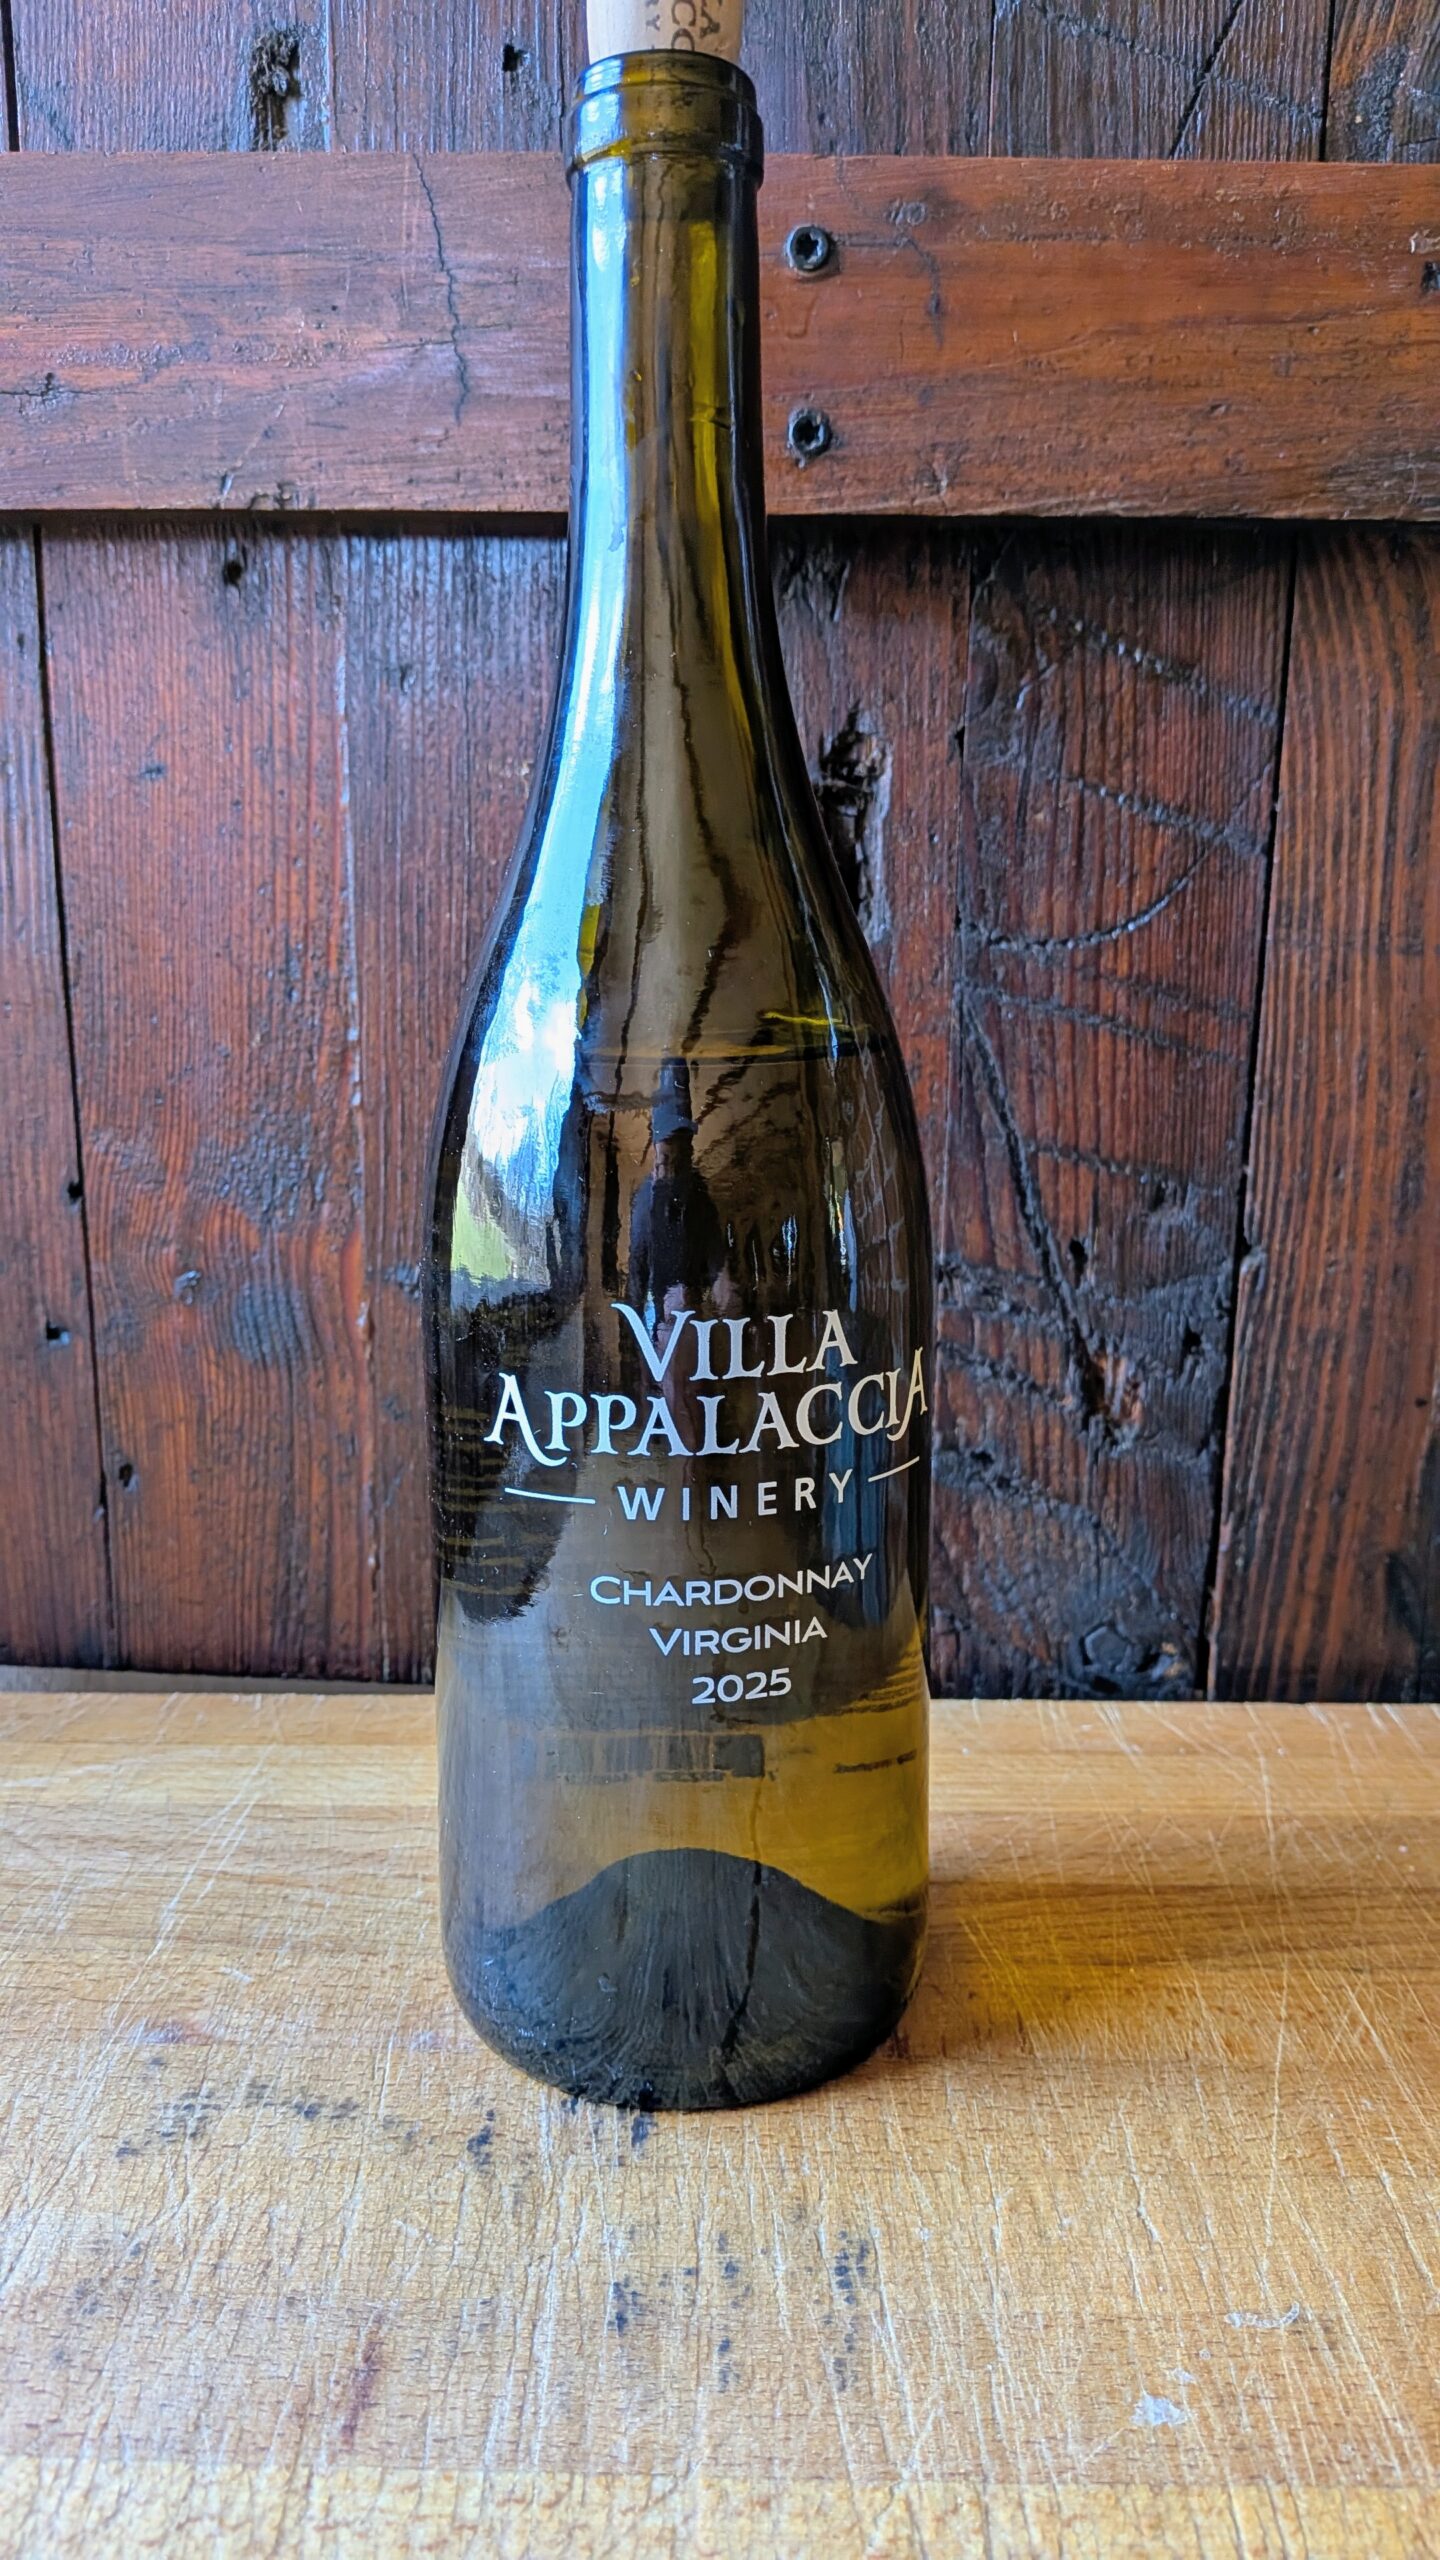 VILLA
APPALACCIA
WINERY
CHARDONNAY
VIRGINIA
2025